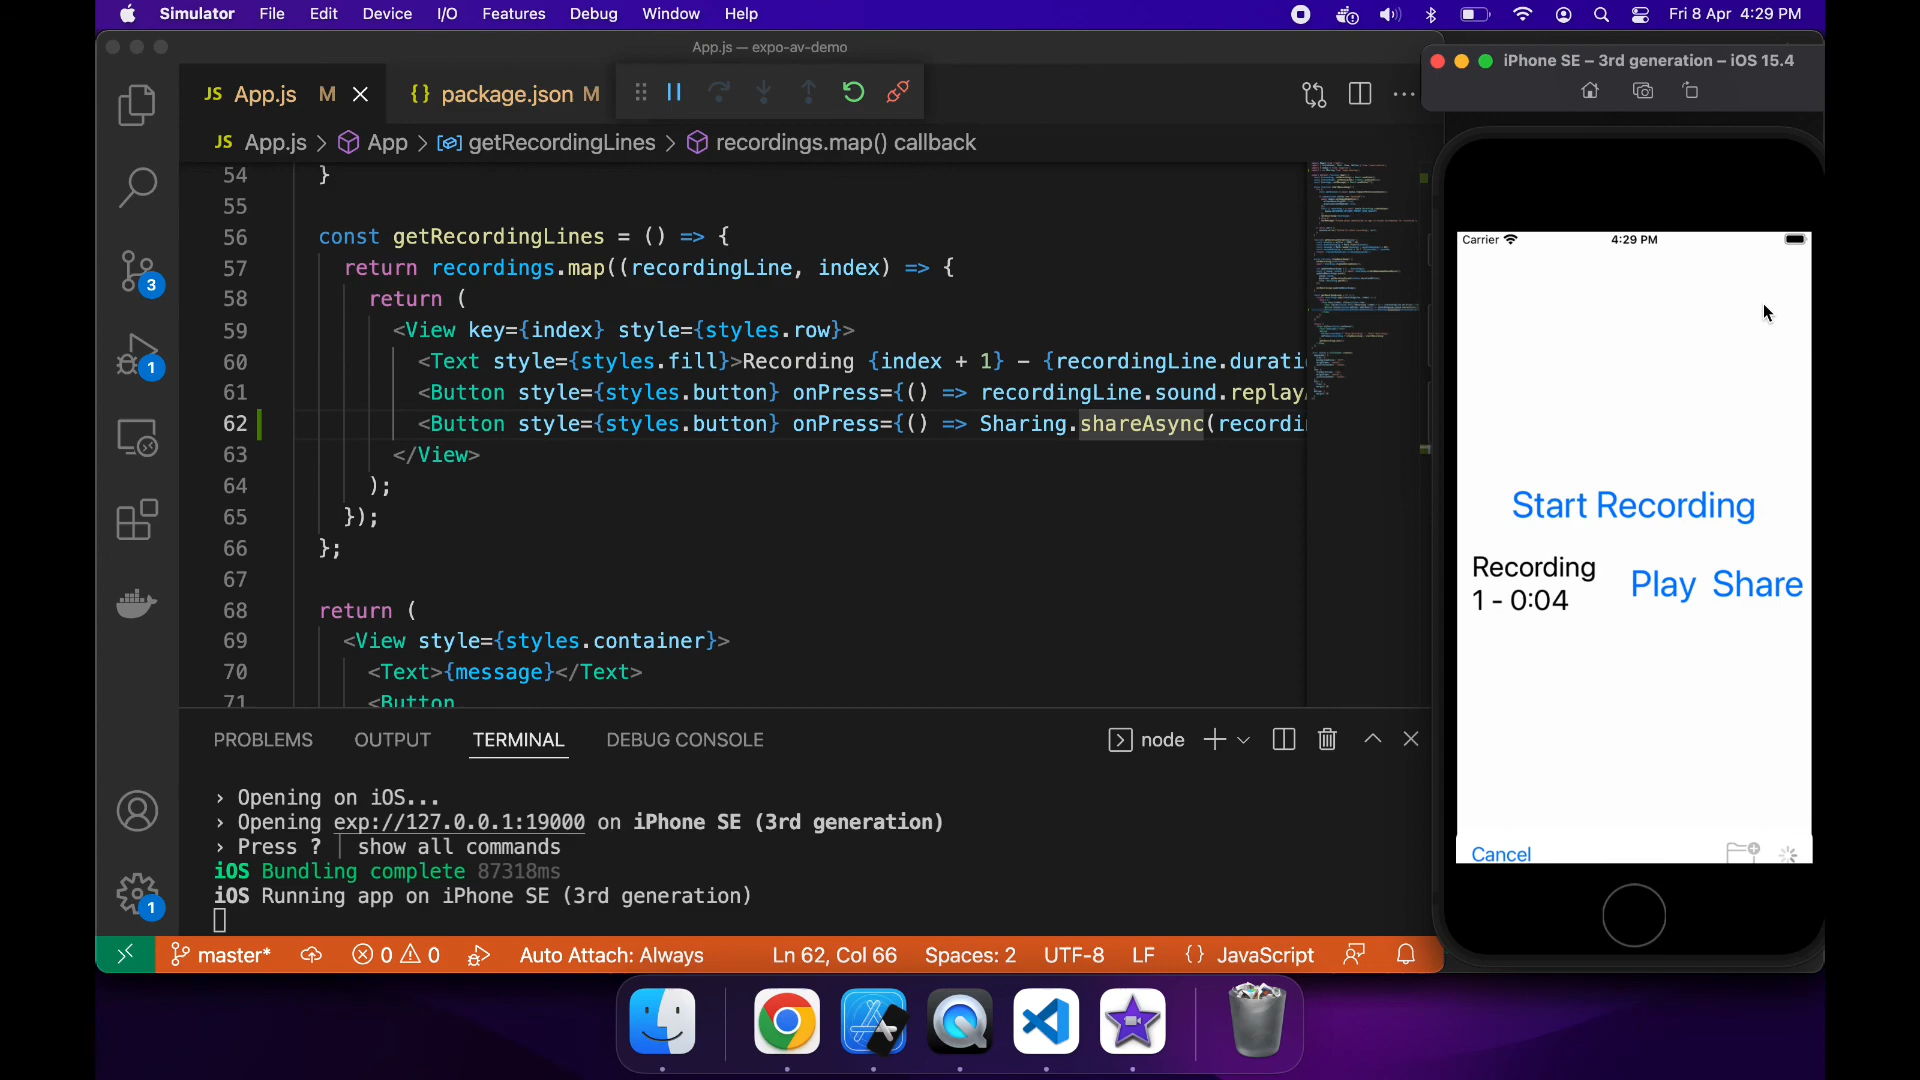 Simulator File Edit Device I/O Features Debug Window Help Fri 8 Apr 4:29 PM
App.js — expo-av-demo
iPhone SE – 3rd generation – iOS 15.4
JS App.js M {} package.json M
JS App.js > App > getRecordingLines > recordings.map() callback
54 }
55
56 const getRecordingLines = () => {
57 return recordings.map((recordingLine, index) => {
58 return (
59 <View key={index} style={styles.row}>
60 <Text style={styles.fill}>Recording {index + 1} - {recordingLine.durati
61 <Button style={styles.button} onPress={() => recordingLine.sound.replay
62 <Button style={styles.button} onPress={() => Sharing.shareAsync(recordi
63 </View>
64 );
65 });
66 };
67
68 return (
69 <View style={styles.container}>
70 <Text>{message}</Text>
71 <Button
3
1
1
PROBLEMS OUTPUT TERMINAL DEBUG CONSOLE node
› Opening on iOS...
› Opening exp://127.0.0.1:19000 on iPhone SE (3rd generation)
› Press ? | show all commands
iOS Bundling complete 87318ms
iOS Running app on iPhone SE (3rd generation)
master* 0 0 Auto Attach: Always Ln 62, Col 66 Spaces: 2 UTF-8 LF {} JavaScript
Carrier 4:29 PM
Start Recording
Recording
1 - 0:04
Play Share
Cancel